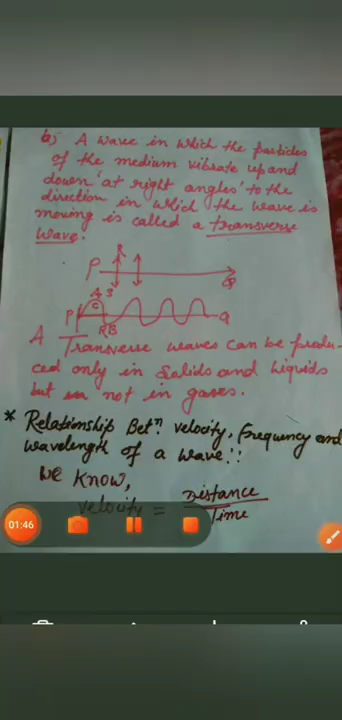 b) A wave in which the particles
of the medium vibrate up and
down 'at right angles' to the
direction in which the wave is
moving is called a transverse
wave.
R
P
Q
A S
C
P
Q
R B
A Transverse waves can be produ-
ced only in Solids and Liquids
but not in gases.
* Relationship Betn velocity, Frequency and
wavelength of a wave!!
We Know,
velocity = Distance
Time
01:46